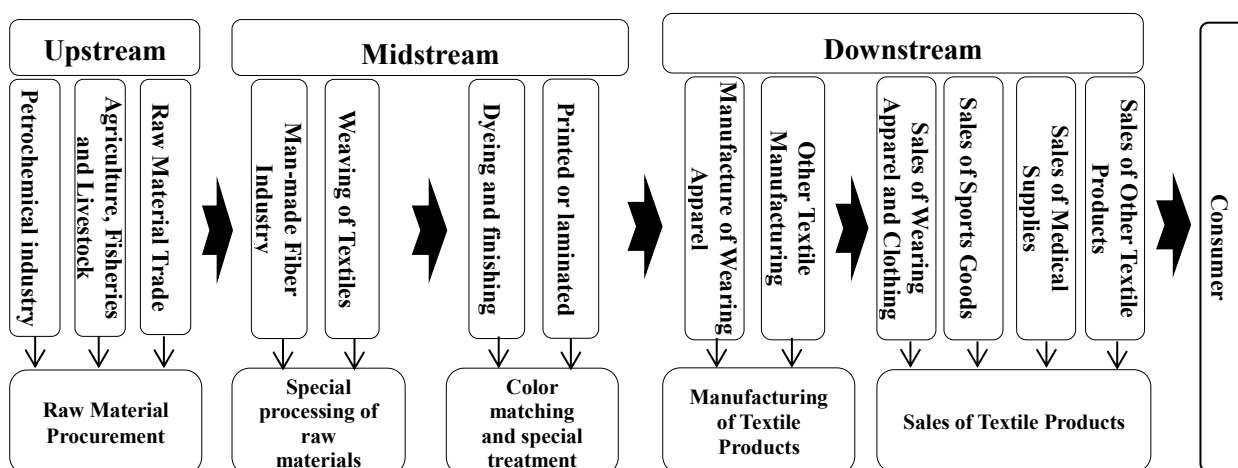 Upstream
Midstream
Downstream
Petrochemical industry
Agriculture, Fisheries
and Livestock
Raw Material Trade
Man-made Fiber
Industry
Weaving of Textiles
Dyeing and finishing
Printed or laminated
Manufacture of Wearing
Apparel
Other Textile
Manufacturing
Sales of Wearing
Apparel and Clothing
Sales of Sports Goods
Sales of Medical
Supplies
Sales of Other Textile
Products
Consumer
Raw Material
Procurement
Special
processing of
raw
materials
Color
matching
and special
treatment
Manufacturing
of Textile
Products
Sales of Textile Products